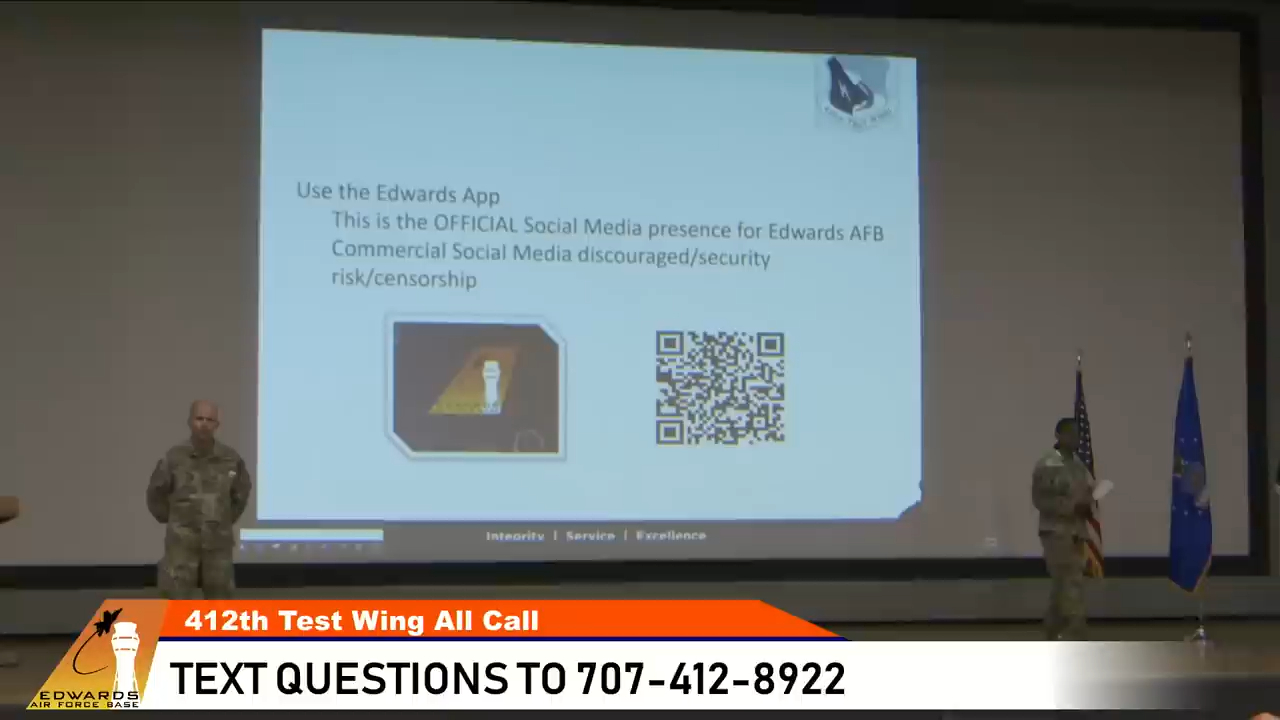 Use the Edwards App
This is the OFFICIAL Social Media presence for Edwards AFB
Commercial Social Media discouraged/security
risk/censorship
Integrity | Service | Excellence
412th Test Wing All Call
TEXT QUESTIONS TO 707-412-8922
EDWARDS
AIR FORCE BASE